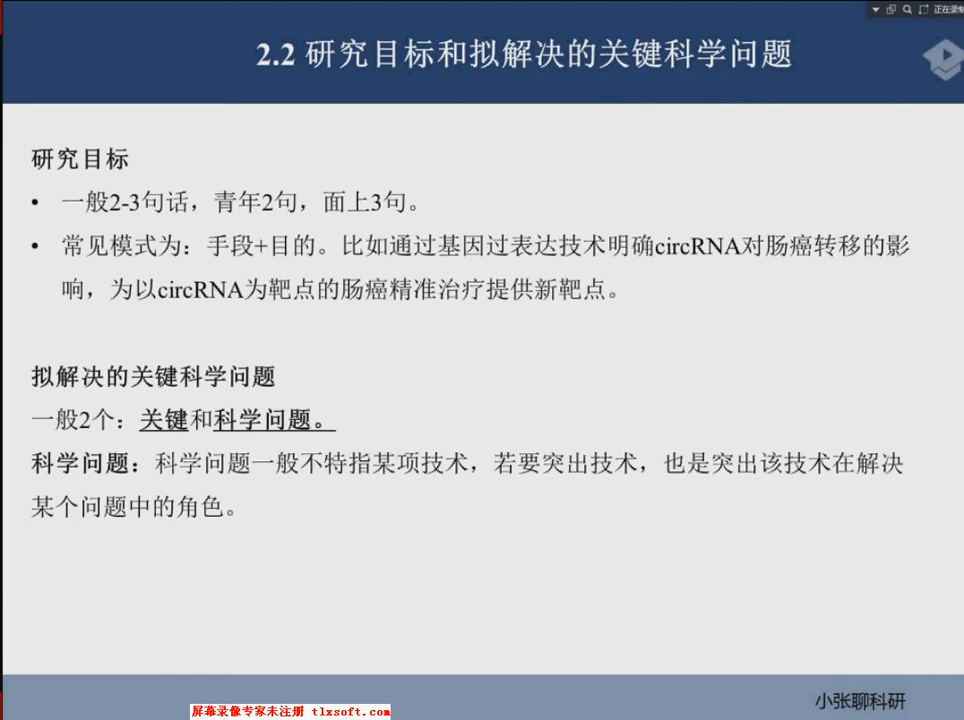 正在录制
2.2 研究目标和拟解决的关键科学问题
研究目标
• 一般2-3句话，青年2句，面上3句。
• 常见模式为：手段+目的。比如通过基因过表达技术明确circRNA对肠癌转移的影
响，为以circRNA为靶点的肠癌精准治疗提供新靶点。
拟解决的关键科学问题
一般2个：关键和科学问题。
科学问题：科学问题一般不特指某项技术，若要突出技术，也是突出该技术在解决
某个问题中的角色。
小张聊科研
屏幕录像专家未注册 tlxsoft.com